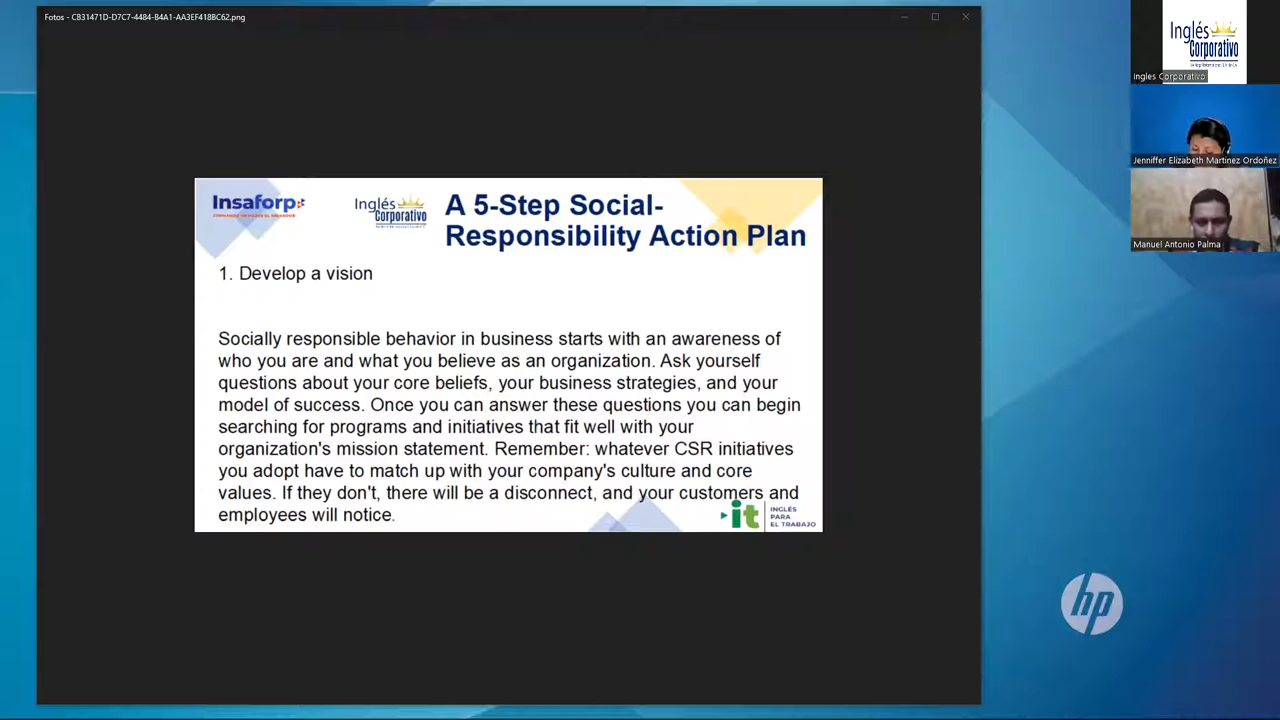 Fotos - CB31471D-D7C7-4484-B4A1-AA3EF418BC62.png
Insaforp
Inglés
Corporativo
A 5-Step Social-
Responsibility Action Plan
1. Develop a vision
Socially responsible behavior in business starts with an awareness of
who you are and what you believe as an organization. Ask yourself
questions about your core beliefs, your business strategies, and your
model of success. Once you can answer these questions you can begin
searching for programs and initiatives that fit well with your
organization's mission statement. Remember: whatever CSR initiatives
you adopt have to match up with your company's culture and core
values. If they don't, there will be a disconnect, and your customers and
employees will notice.
it
INGLÉS
PARA
EL TRABAJO
Inglés
Corporativo
Ingles Corporativo
Jenniffer Elizabeth Martinez Ordoñez
Manuel Antonio Palma
hp